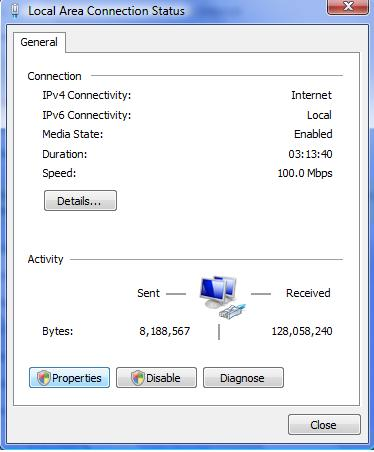 Local Area Connection Status
General
Connection
IPv4 Connectivity: Internet
IPv6 Connectivity: Local
Media State: Enabled
Duration: 03:13:40
Speed: 100.0 Mbps
Details...
Activity
Sent Received
Bytes: 8,188,567 128,058,240
Properties Disable Diagnose
Close